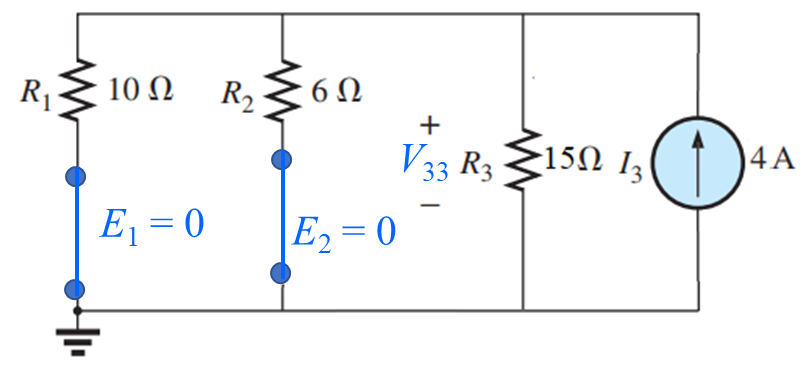 R₁ 10 Ω
R₂ 6 Ω
+
V₃₃
−
R₃ 15Ω
I₃ 4 A
E₁ = 0
E₂ = 0